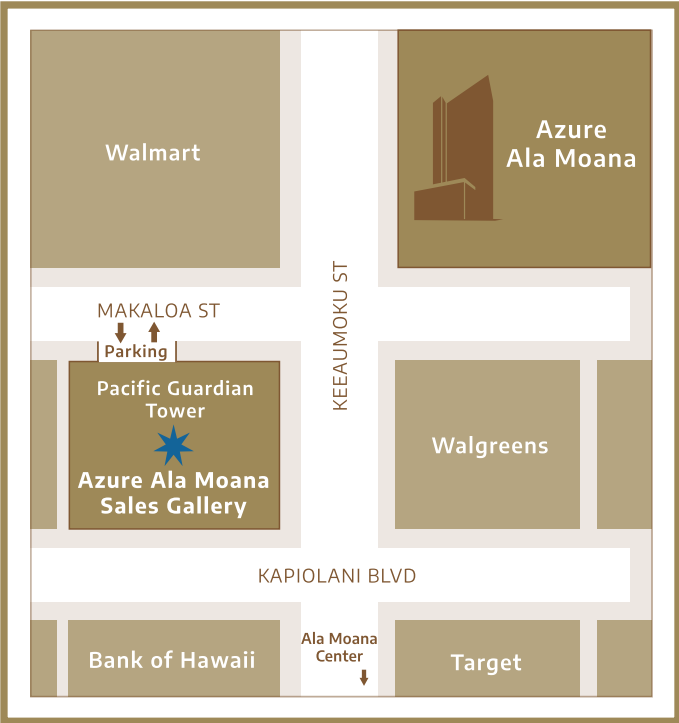 Walmart
Azure
Ala Moana
KEEAUMOKU ST
MAKALOA ST
Parking
Pacific Guardian
Tower
Azure Ala Moana
Sales Gallery
Walgreens
KAPIOLANI BLVD
Bank of Hawaii
Ala Moana
Center
Target